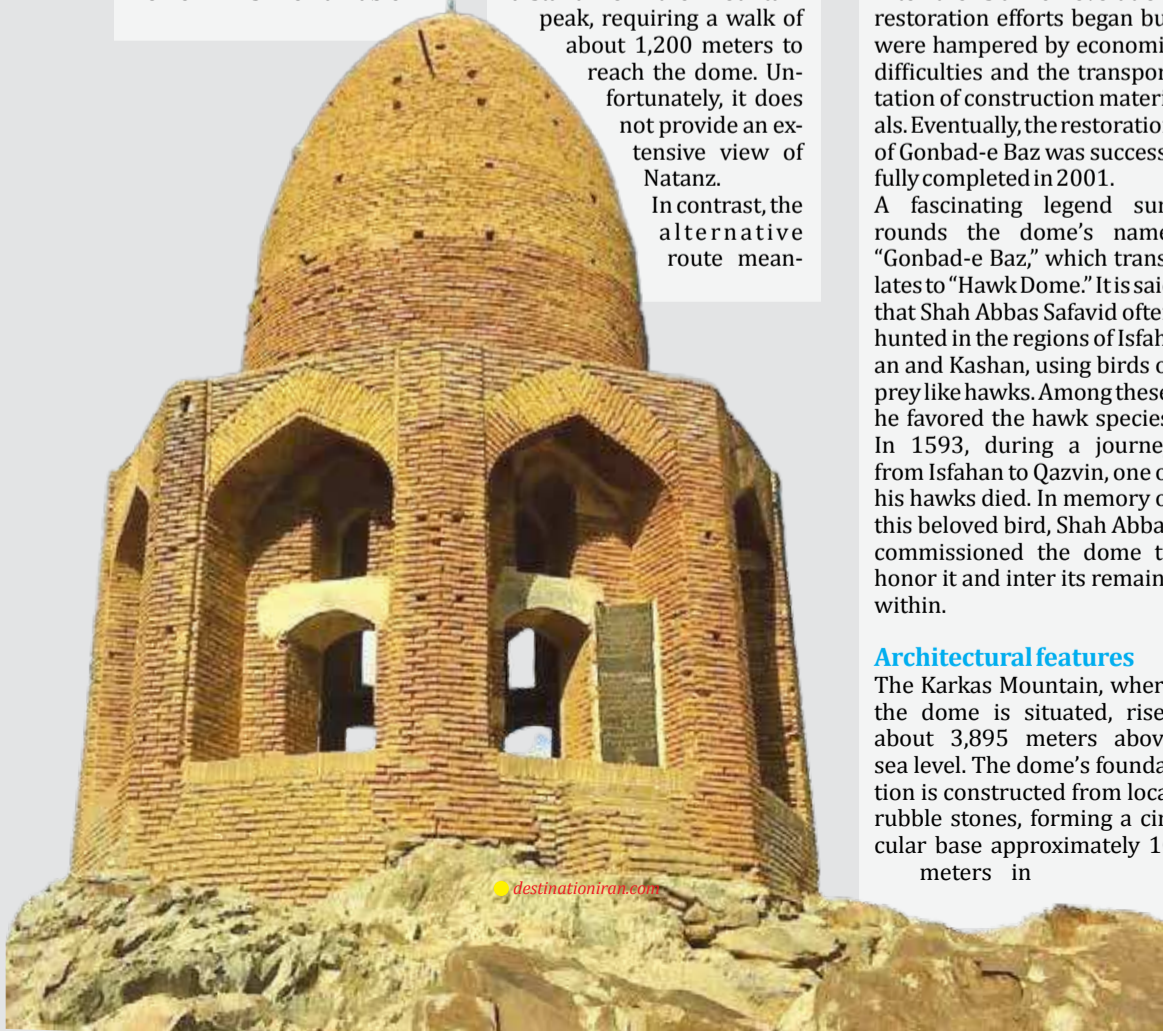 peak, requiring a walk of
about 1,200 meters to
reach the dome. Un-
fortunately, it does
not provide an ex-
tensive view of
Natanz.
In contrast, the
alternative
route mean-
restoration efforts began bu
were hampered by economi
difficulties and the transpor
tation of construction materi
als. Eventually, the restoration
of Gonbad-e Baz was success
fully completed in 2001.
A fascinating legend sur
rounds the dome's name
“Gonbad-e Baz,” which trans
lates to “Hawk Dome.” It is said
that Shah Abbas Safavid often
hunted in the regions of Isfah
an and Kashan, using birds o
prey like hawks. Among these
he favored the hawk species
In 1593, during a journe
from Isfahan to Qazvin, one o
his hawks died. In memory o
this beloved bird, Shah Abba
commissioned the dome t
honor it and inter its remain
within.
Architectural features
The Karkas Mountain, wher
the dome is situated, rise
about 3,895 meters abov
sea level. The dome's founda
tion is constructed from loca
rubble stones, forming a cir
cular base approximately 1
meters in
destinationiran.com